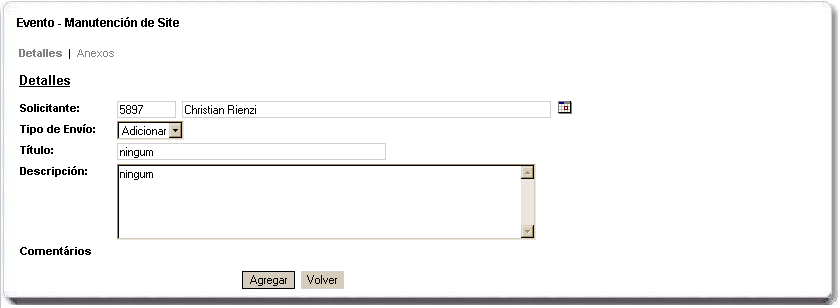 Evento - Manutención de Site
Detalles | Anexos
Detalles
Solicitante: 5897 Christian Rienzi
Tipo de Envío: Adicionar
Título: ningum
Descripción: ningum
Comentários
Agregar Volver